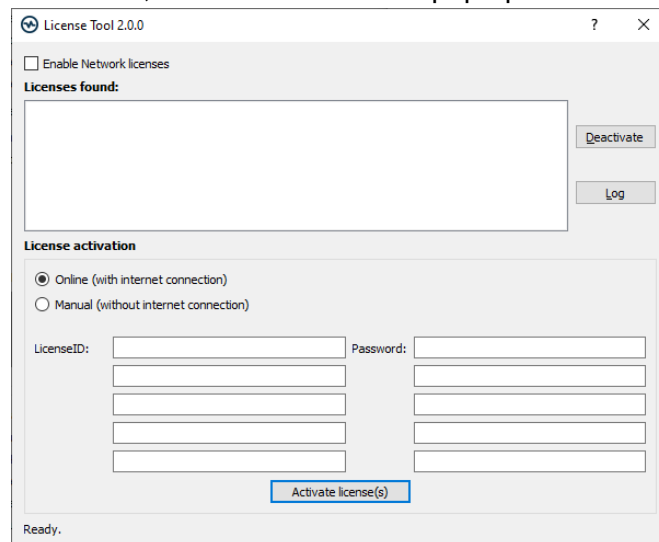 License Tool 2.0.0
Enable Network licenses
Licenses found:
Deactivate
Log
License activation
Online (with internet connection)
Manual (without internet connection)
LicenseID:
Password:
Activate license(s)
Ready.